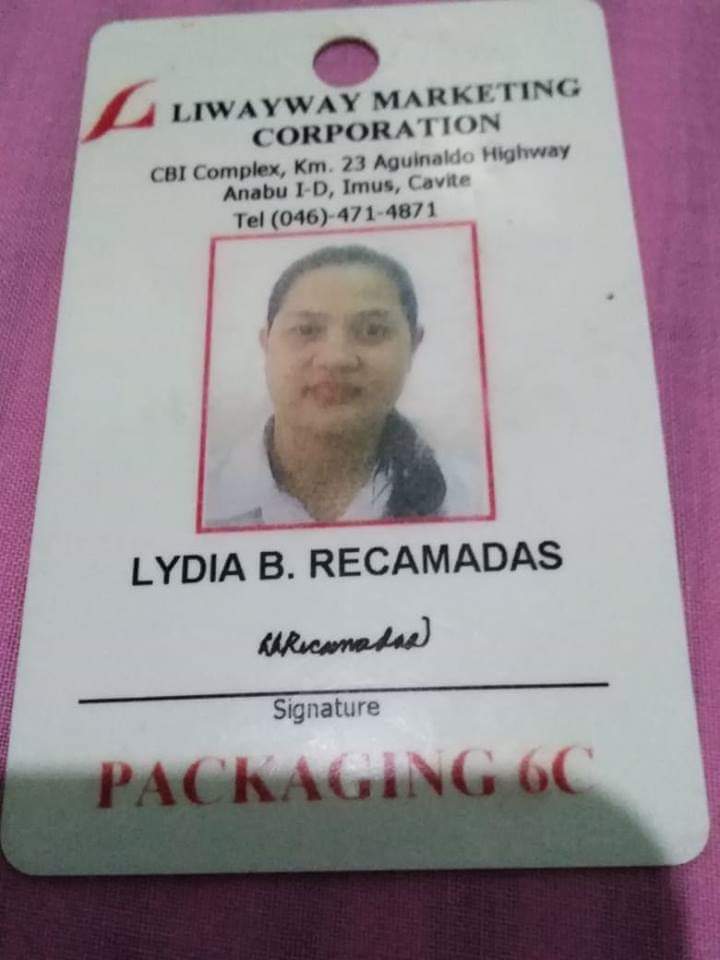 LIWAYWAY MARKETING
CORPORATION
CBI Complex, Km. 23 Aguinaldo Highway
Anabu I-D, Imus, Cavite
Tel (046)-471-4871
LYDIA B. RECAMADAS
Signature
PACKAGING 6C